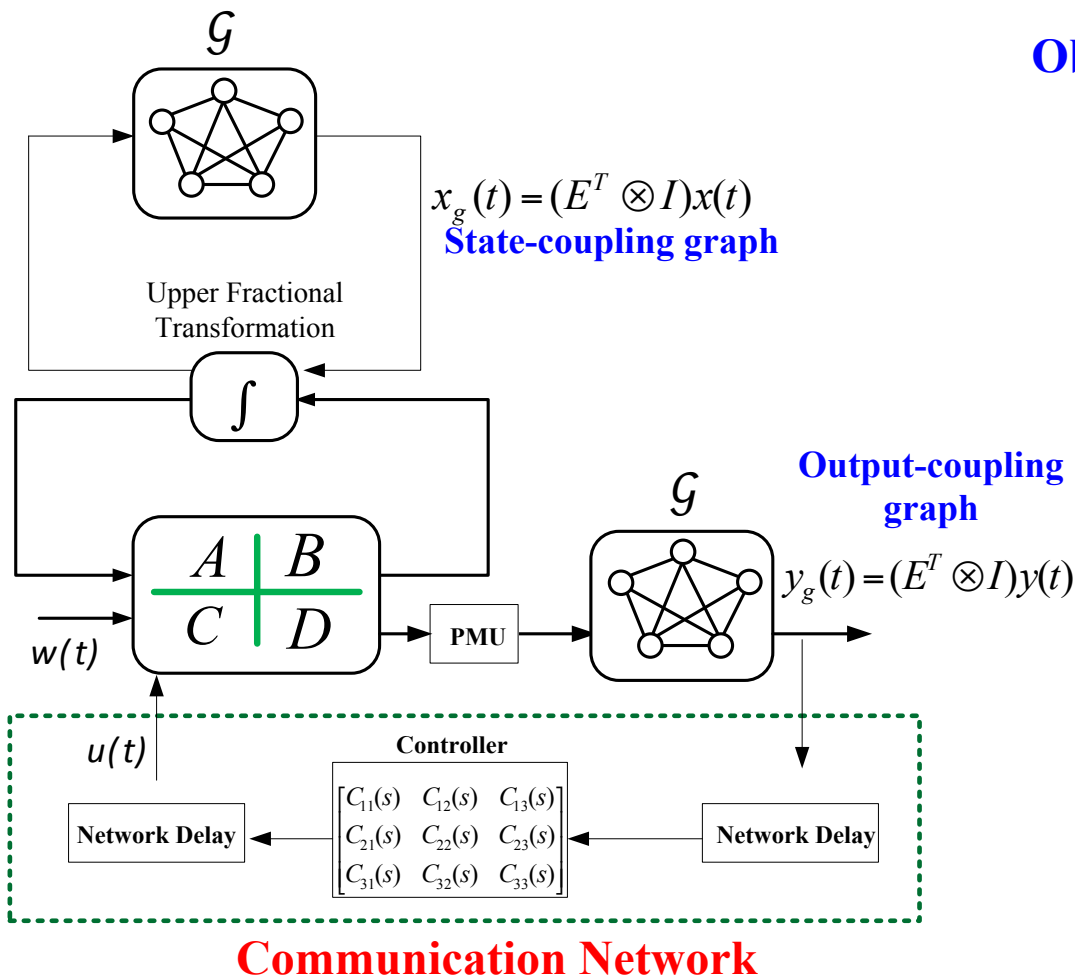 𝒢
Ol
x_g(t) = (E^T ⊗ I)x(t)
State-coupling graph
Upper Fractional
Transformation
∫
Output-coupling
graph
𝒢
y_g(t) = (E^T ⊗ I)y(t)
A B
C D
PMU
w(t)
u(t)
Controller
C₁₁(s) C₁₂(s) C₁₃(s)
C₂₁(s) C₂₂(s) C₂₃(s)
C₃₁(s) C₃₂(s) C₃₃(s)
Network Delay
Network Delay
Communication Network